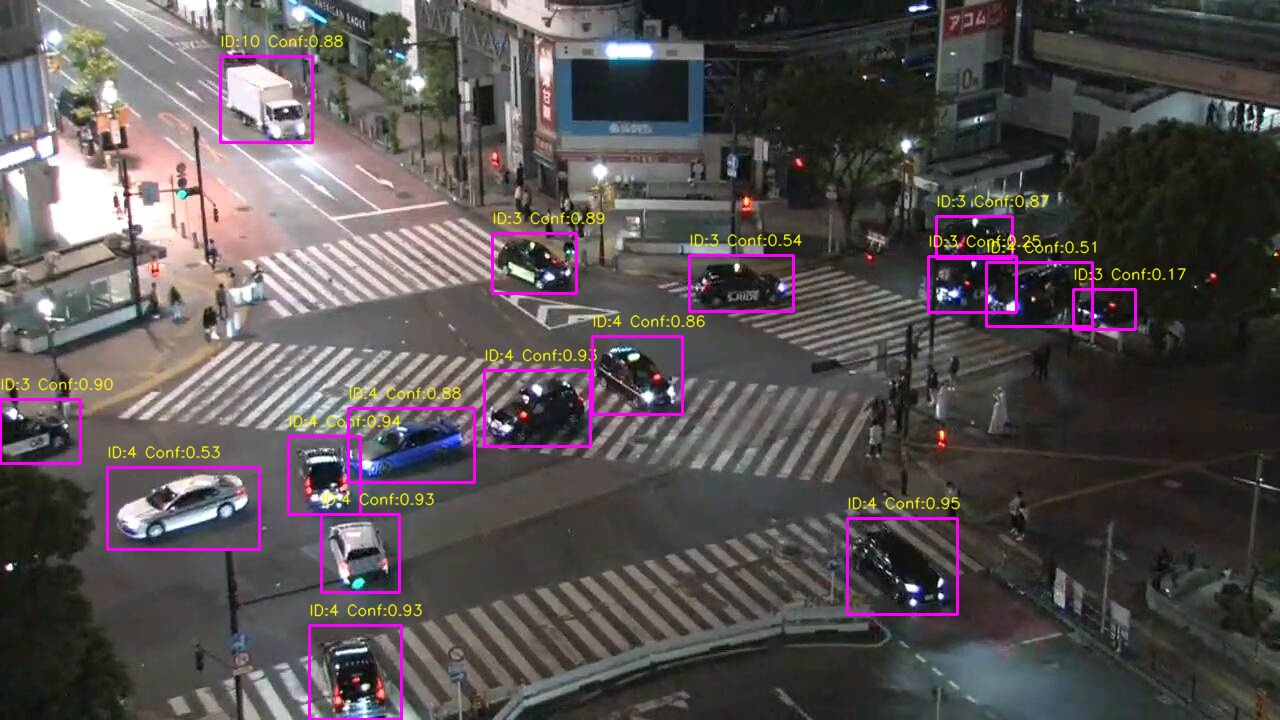 AMERICAN EAGLE
ID:10 Conf:0.88
アコム
ID:3 Conf:0.87
ID:3 Conf:0.89
ID:3 Conf:0.54
ID:3 Conf:0.25
ID:4 Conf:0.51
ID:3 Conf:0.17
S.RIDE
ID:4 Conf:0.86
ID:4 Conf:0.93
ID:3 Conf:0.90
ID:4 Conf:0.88
ID:4 Conf:0.94
ID:4 Conf:0.53
ID:4 Conf:0.93
ID:4 Conf:0.95
ID:4 Conf:0.93